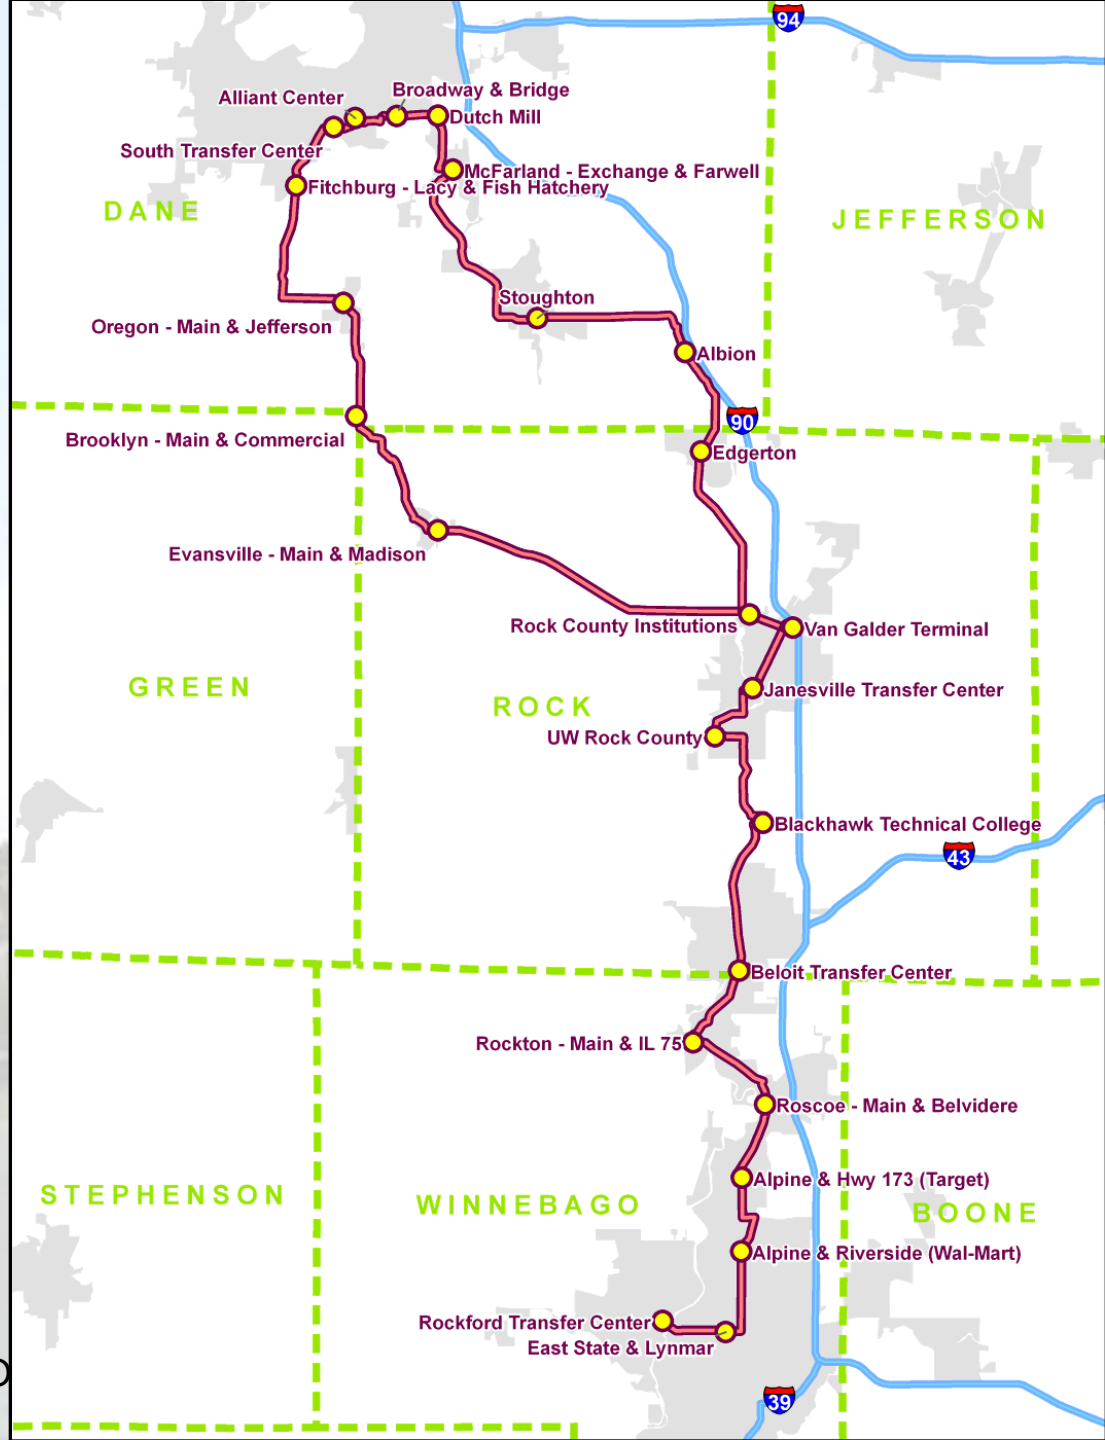 94
Broadway & Bridge
Alliant Center
Dutch Mill
South Transfer Center
McFarland - Exchange & Farwell
Fitchburg - Lacy & Fish Hatchery
DANE
JEFFERSON
Stoughton
Oregon - Main & Jefferson
Albion
90
Brooklyn - Main & Commercial
Edgerton
Evansville - Main & Madison
Rock County Institutions
Van Galder Terminal
GREEN
Janesville Transfer Center
ROCK
UW Rock County
Blackhawk Technical College
43
Beloit Transfer Center
Rockton - Main & IL 75
Roscoe - Main & Belvidere
Alpine & Hwy 173 (Target)
STEPHENSON
WINNEBAGO
BOONE
Alpine & Riverside (Wal-Mart)
Rockford Transfer Center
East State & Lynmar
39